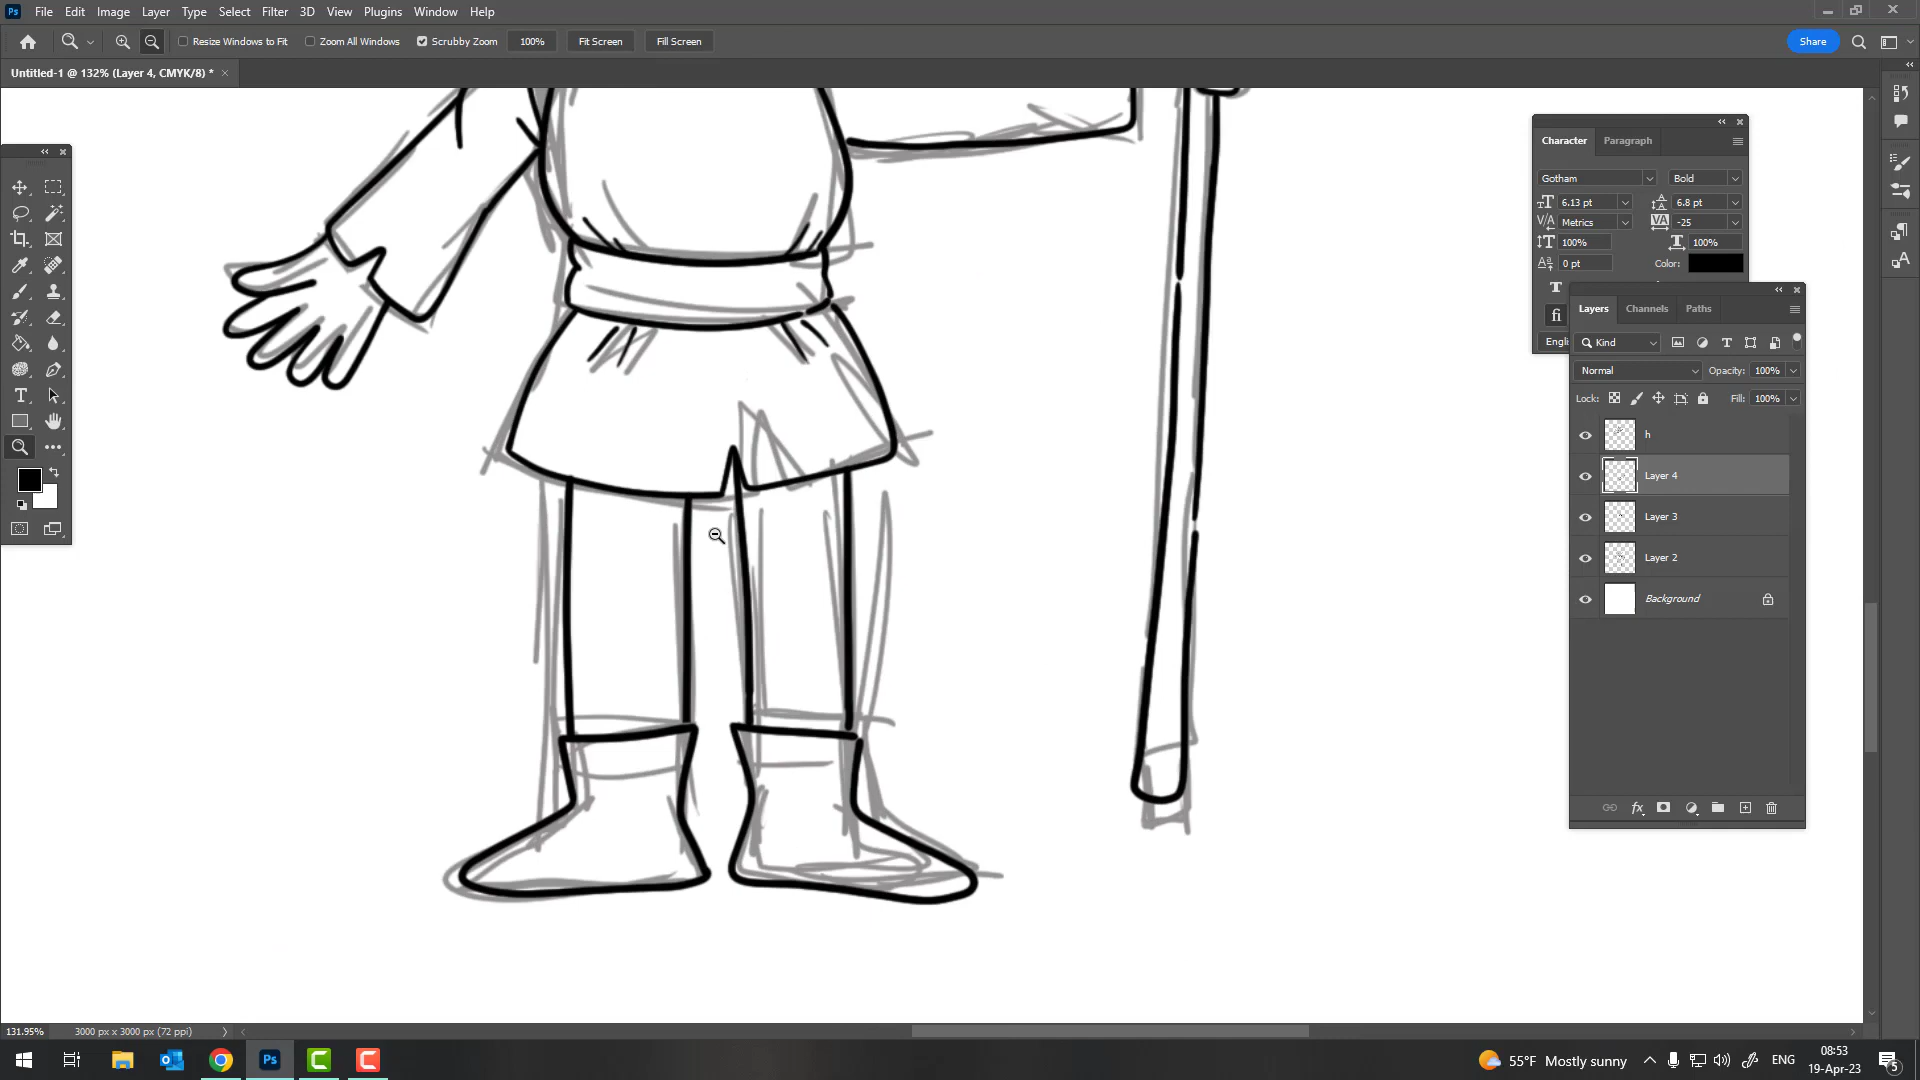 Ps File Edit Image Layer Type Select Filter 3D View Plugins Window Help
Resize Windows to Fit Zoom All Windows Scrubby Zoom 100% Fit Screen Fill Screen Share
Untitled-1 @ 132% (Layer 4, CMYK/8) *
Character Paragraph
Gotham Bold
6.13 pt 6.8 pt
Metrics -25
100% 100%
0 pt Color:
T
fi
Engli
Layers Channels Paths
Kind
Normal Opacity: 100%
Lock: Fill: 100%
h
Layer 4
Layer 3
Layer 2
Background
131.95% 3000 px x 3000 px (72 ppi)
Ps 55°F Mostly sunny ENG 08:53
19-Apr-23 5